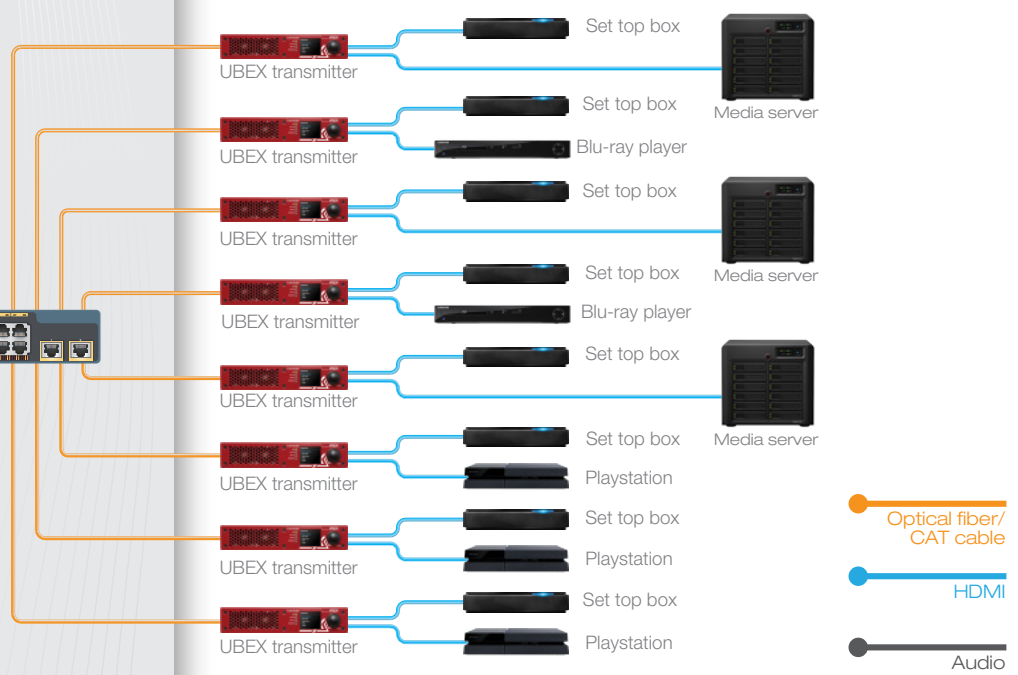 Set top box
UBEX transmitter
Media server
Set top box
Blu-ray player
UBEX transmitter
Set top box
UBEX transmitter
Media server
Set top box
Blu-ray player
UBEX transmitter
Set top box
UBEX transmitter
Media server
Set top box
Playstation
UBEX transmitter
Set top box
Playstation
UBEX transmitter
Set top box
Playstation
UBEX transmitter
Optical fiber/
CAT cable
HDMI
Audio